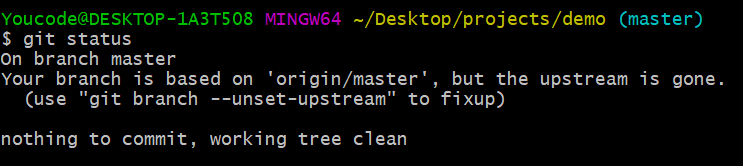 Youcode@DESKTOP-1A3T5O8 MINGW64 ~/Desktop/projects/demo (master)
$ git status
On branch master
Your branch is based on 'origin/master', but the upstream is gone.
  (use "git branch --unset-upstream" to fixup)

nothing to commit, working tree clean